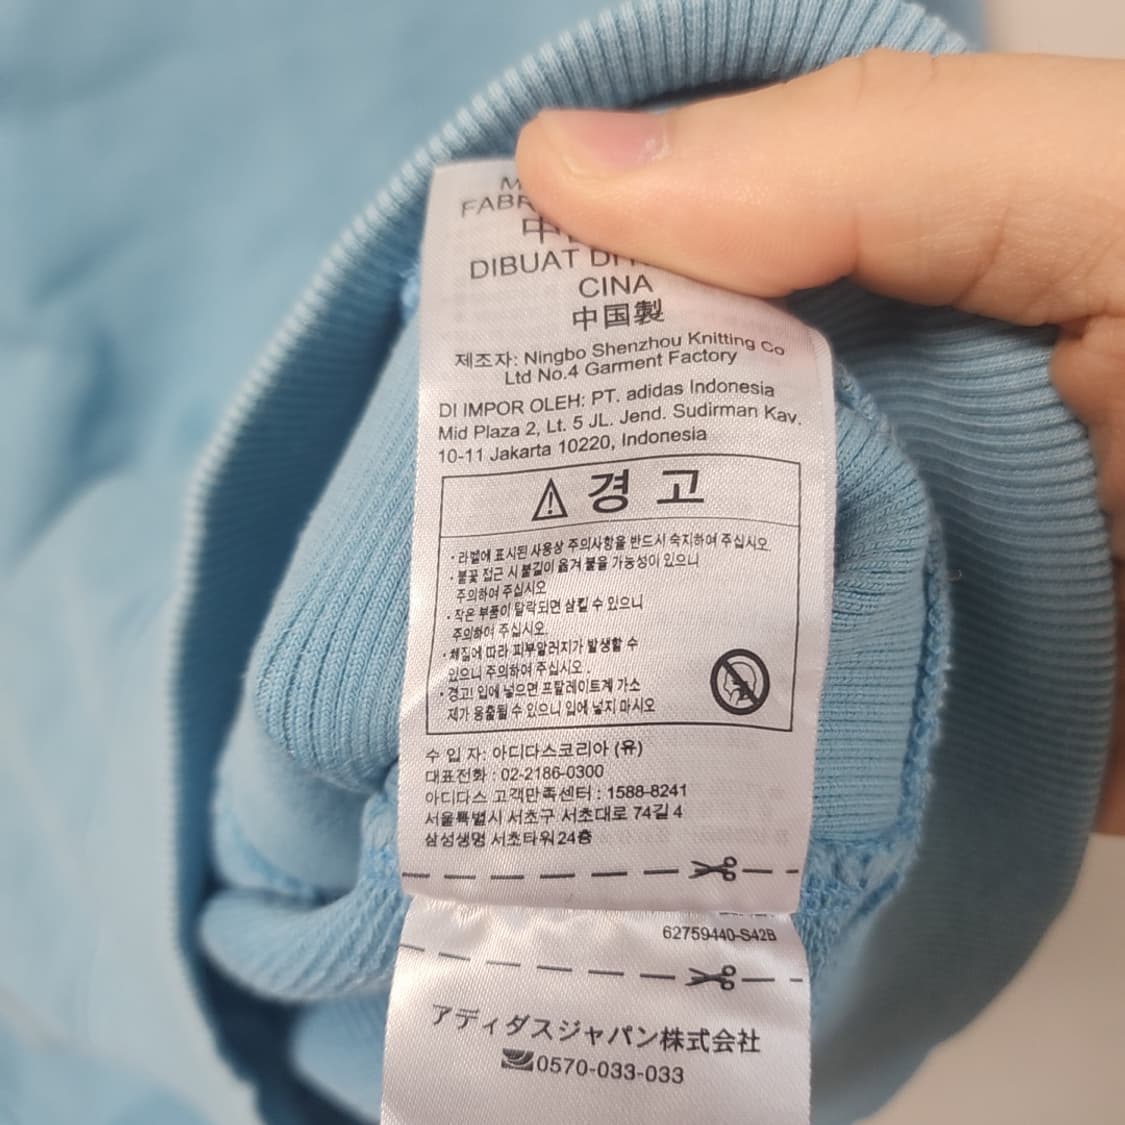 DIBUAT DI
CINA
中国製
제조자: Ningbo Shenzhou Knitting Co
Ltd No.4 Garment Factory
DI IMPOR OLEH: PT. adidas Indonesia
Mid Plaza 2, Lt. 5 JL. Jend. Sudirman Kav.
10-11 Jakarta 10220, Indonesia
경 고
· 라벨에 표시된 사용상 주의사항을 반드시 숙지하여 주십시오.
· 불꽃 접근 시 불길이 옮겨 붙을 가능성이 있으니
주의하여 주십시오
· 작은 부품이 탈락되면 삼킬 수 있으니
주의하여 주십시오.
· 체질에 따라 피부알러지가 발생할 수
있으니 주의하여 주십시오.
· 경고! 입에 넣으면 프탈레이트계 가소
제가 용출될 수 있으니 입에 넣지 마시오
수 입 자: 아디다스코리아 (유)
대표전화 : 02-2186-0300
아디다스 고객만족센터 : 1588-8241
서울특별시 서초구 서초대로 74길 4
삼성생명 서초타워 24층
62759440-S42B
アディダスジャパン株式会社
0570-033-033